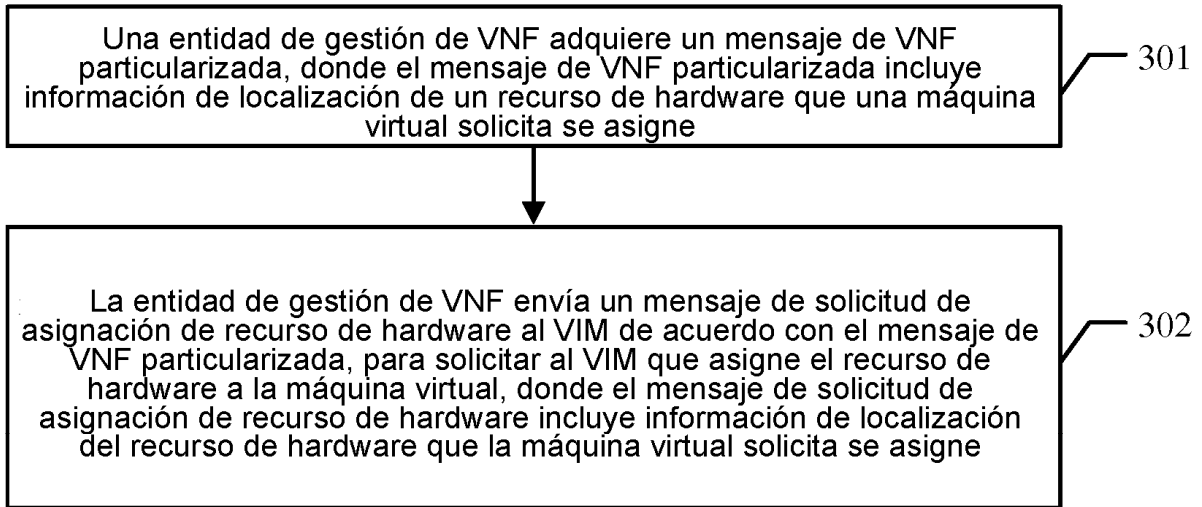 Una entidad de gestión de VNF adquiere un mensaje de VNF
particularizada, donde el mensaje de VNF particularizada incluye
información de localización de un recurso de hardware que una máquina
virtual solicita se asigne
301
La entidad de gestión de VNF envía un mensaje de solicitud de
asignación de recurso de hardware al VIM de acuerdo con el mensaje de
VNF particularizada, para solicitar al VIM que asigne el recurso de
hardware a la máquina virtual, donde el mensaje de solicitud de
asignación de recurso de hardware incluye información de localización
del recurso de hardware que la máquina virtual solicita se asigne
302